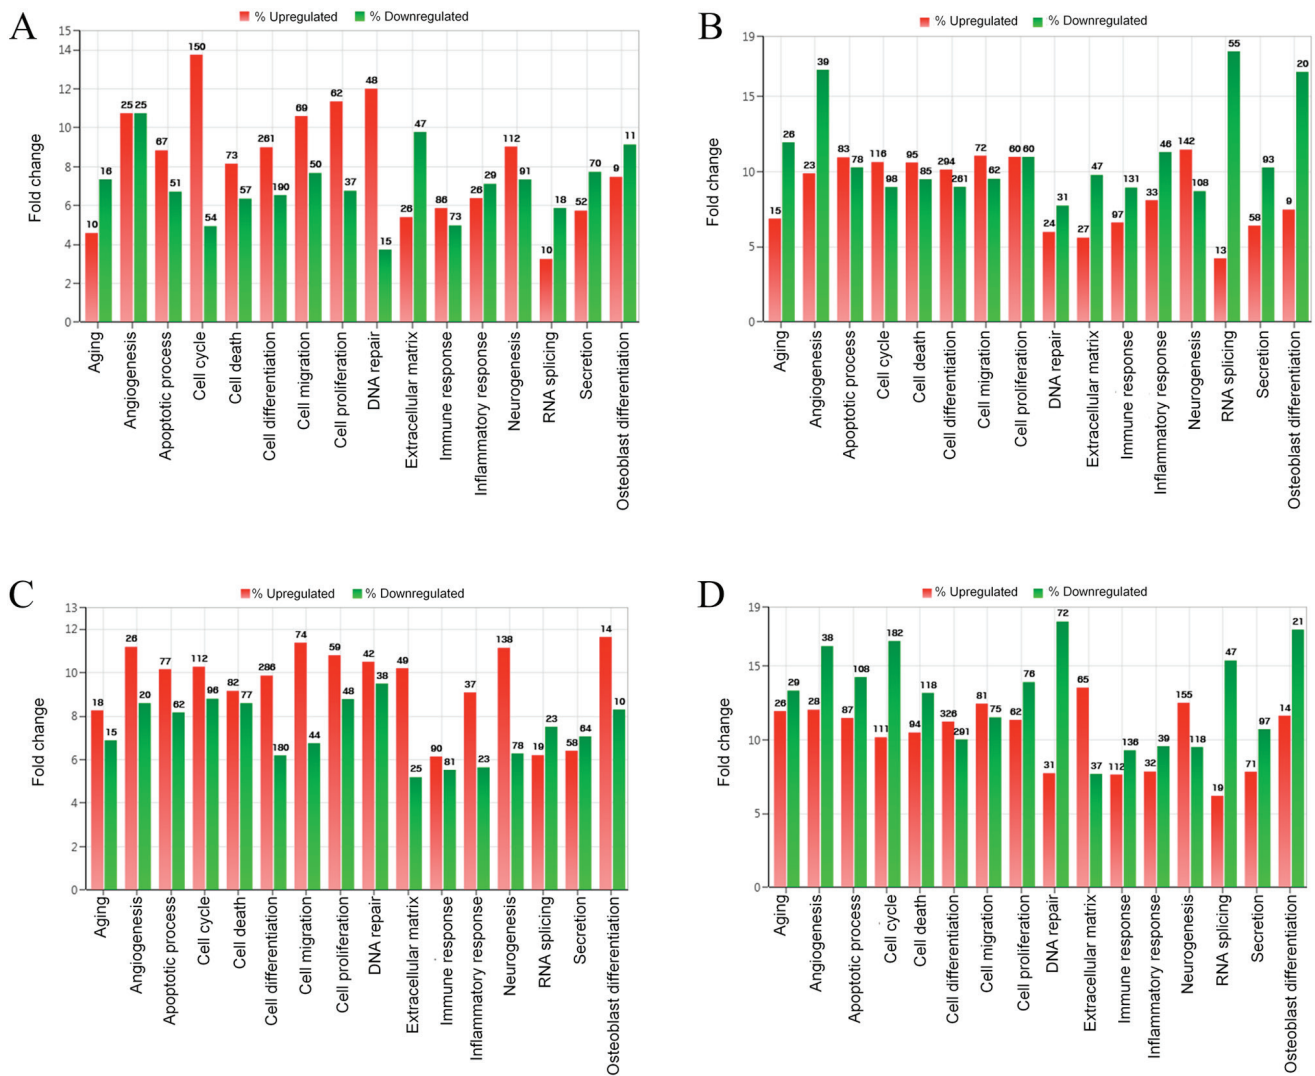 A
% Upregulated % Downregulated
Fold change
15
14
12
10
8
6
4
2
0
10 16 25 25 67 51 150 54 73 57 261 190 69 50 62 37 48 15 26 47 86 73 26 29 112 91 10 18 52 70 9 11
Aging
Angiogenesis
Apoptotic process
Cell cycle
Cell death
Cell differentiation
Cell migration
Cell proliferation
DNA repair
Extracellular matrix
Immune response
Inflammatory response
Neurogenesis
RNA splicing
Secretion
Osteoblast differentiation
B
% Upregulated % Downregulated
Fold change
19
15
10
5
0
15 26 23 39 83 78 116 98 95 85 294 261 72 62 60 60 24 31 27 47 97 131 33 46 142 108 13 55 58 93 9 20
Aging
Angiogenesis
Apoptotic process
Cell cycle
Cell death
Cell differentiation
Cell migration
Cell proliferation
DNA repair
Extracellular matrix
Immune response
Inflammatory response
Neurogenesis
RNA splicing
Secretion
Osteoblast differentiation
C
% Upregulated % Downregulated
Fold change
13
12
10
8
6
4
2
0
18 15 26 20 77 62 112 96 82 77 286 180 74 44 59 48 42 38 49 25 90 81 37 23 138 78 19 23 58 64 14 10
Aging
Angiogenesis
Apoptotic process
Cell cycle
Cell death
Cell differentiation
Cell migration
Cell proliferation
DNA repair
Extracellular matrix
Immune response
Inflammatory response
Neurogenesis
RNA splicing
Secretion
Osteoblast differentiation
D
% Upregulated % Downregulated
Fold change
19
15
10
5
0
26 29 28 38 87 108 111 182 94 118 326 291 81 75 62 76 31 72 65 37 112 136 32 39 155 118 19 47 71 97 14 21
Aging
Angiogenesis
Apoptotic process
Cell cycle
Cell death
Cell differentiation
Cell migration
Cell proliferation
DNA repair
Extracellular matrix
Immune response
Inflammatory response
Neurogenesis
RNA splicing
Secretion
Osteoblast differentiation